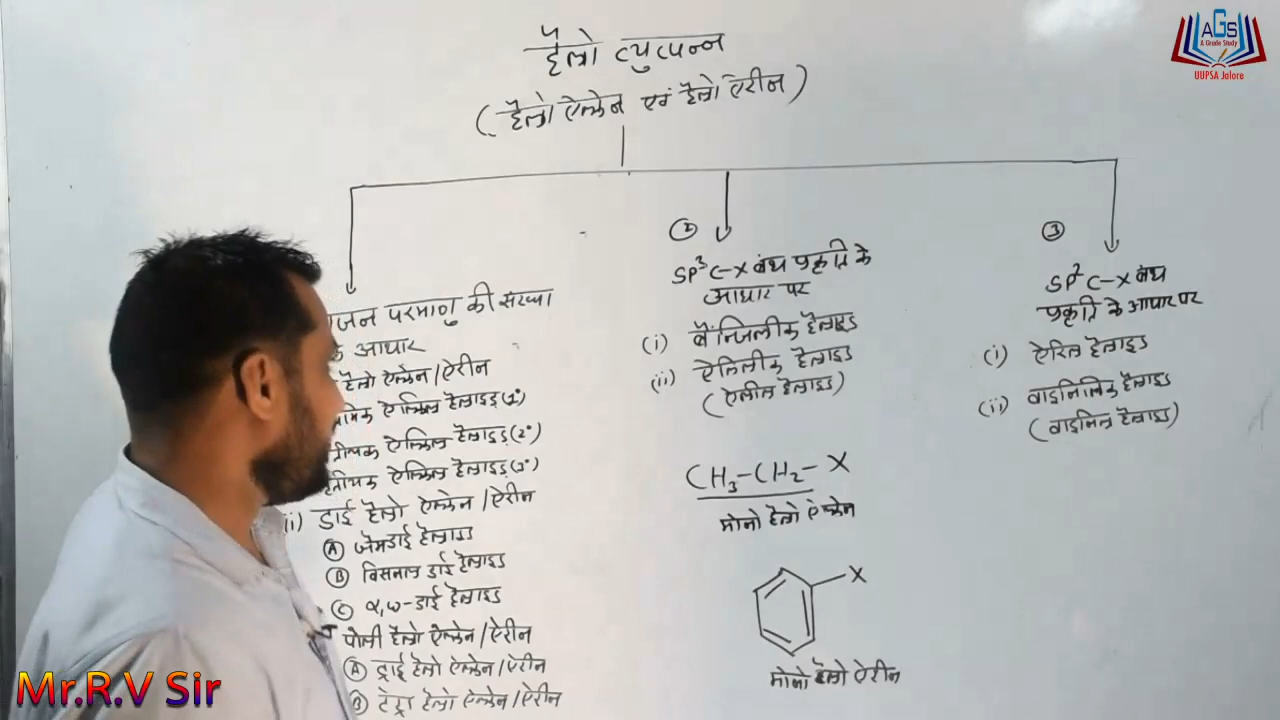 हैलो व्युत्पन्न
(हैलो ऐल्केन एवं हैलो ऐरीन)
जन परमाणु की संख्या
के आधार
हैलो ऐल्केन/ऐरीन
ऐल्किल हैलाइड (1°)
ऐल्किल हैलाइड (2°)
ऐल्किल हैलाइड (3°)
(ii) डाई हैलो ऐल्केन/ऐरीन
(A) जेमडाई हैलाइड
(B) विसनल डाई हैलाइड
(C) α,ω-डाई हैलाइड
पोली हैलो ऐल्केन/ऐरीन
(A) ट्राई हैलो ऐल्केन/ऐरीन
(B) टेट्रा हैलो ऐल्केन/ऐरीन
②
SP³ C-X बंध प्रकृति के
आधार पर
(i) बैन्जिलीक हैलाइड
(ii) ऐलिलीक हैलाइड
(ऐलील हैलाइड)
CH₃-CH₂-X
मोनो हैलो ऐल्केन
X
मोनो हैलो ऐरीन
③
SP² C-X बंध
प्रकृति के आधार पर
(i) ऐरिल हैलाइड
(ii) वाइनिलिक हैलाइड
(वाइनिल हैलाइड)
AGS
A Grade Study
UUPSA Jalore
Mr.R.V Sir